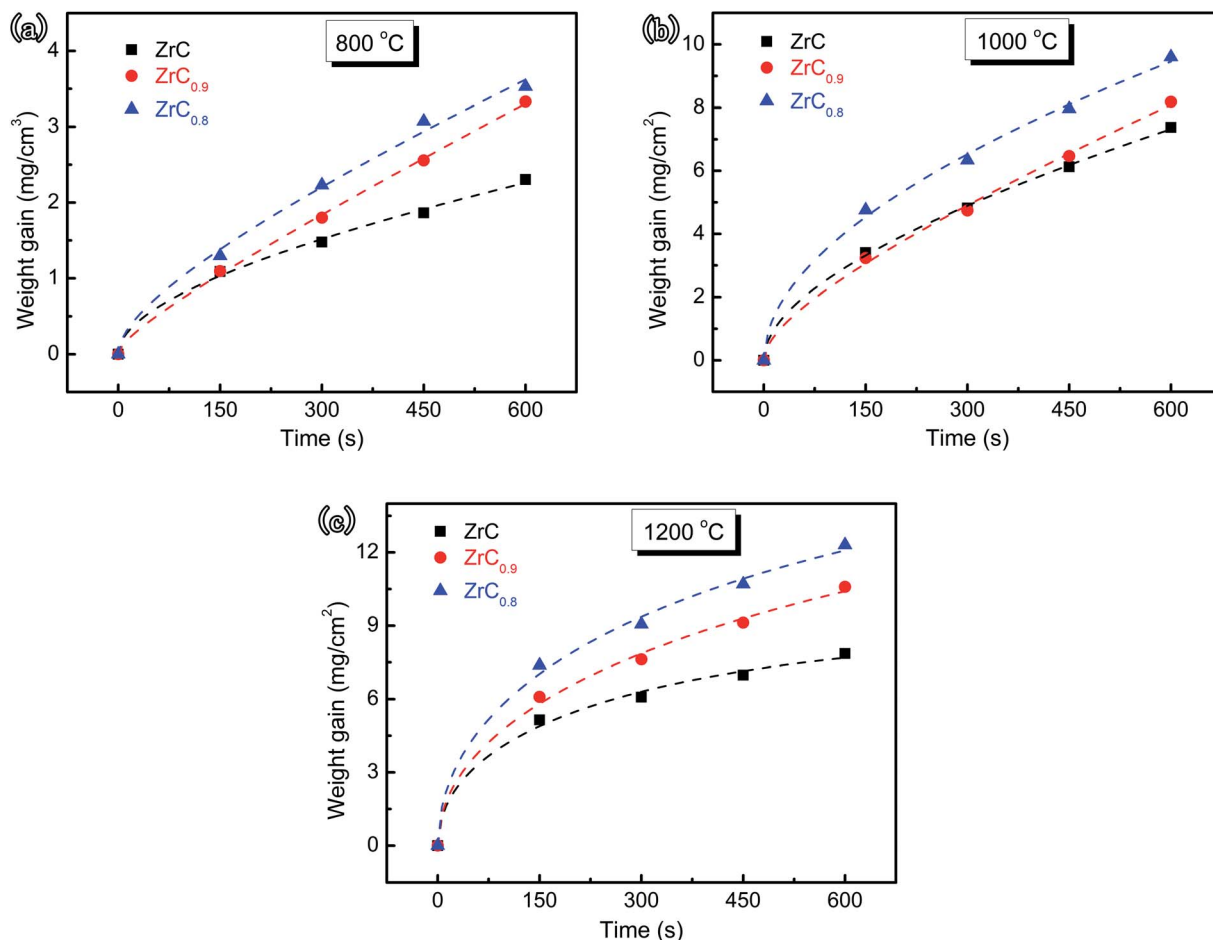 (a)
800 °C
ZrC
ZrC0.9
ZrC0.8
Weight gain (mg/cm3)
4
3
2
1
0
0 150 300 450 600
Time (s)
(b)
1000 °C
ZrC
ZrC0.9
ZrC0.8
Weight gain (mg/cm2)
10
8
6
4
2
0
0 150 300 450 600
Time (s)
(c)
1200 °C
ZrC
ZrC0.9
ZrC0.8
Weight gain (mg/cm2)
12
9
6
3
0
0 150 300 450 600
Time (s)